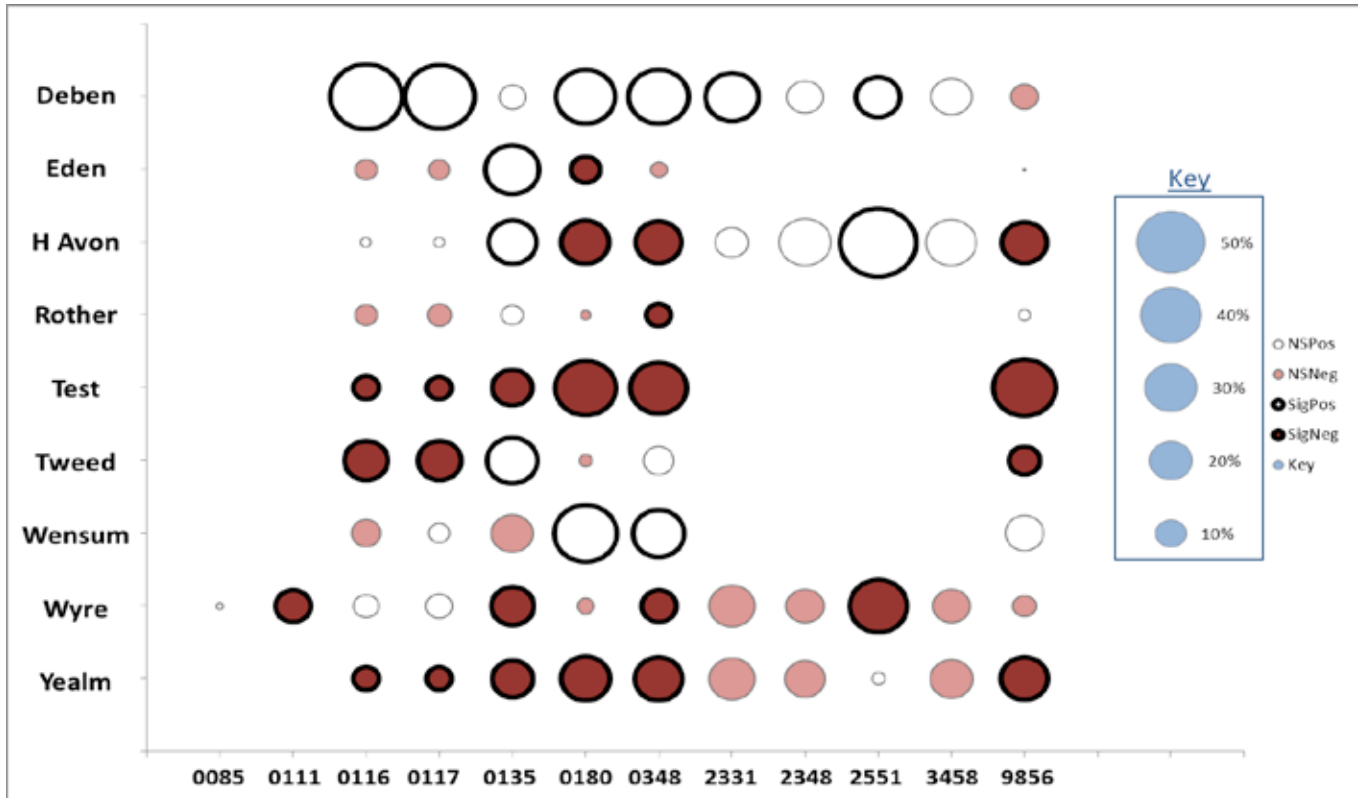 Deben
Eden
H Avon
Rother
Test
Tweed
Wensum
Wyre
Yealm
0085 0111 0116 0117 0135 0180 0348 2331 2348 2551 3458 9856
Key
50%
40%
30%
20%
10%
NSPos
NSNeg
SigPos
SigNeg
Key